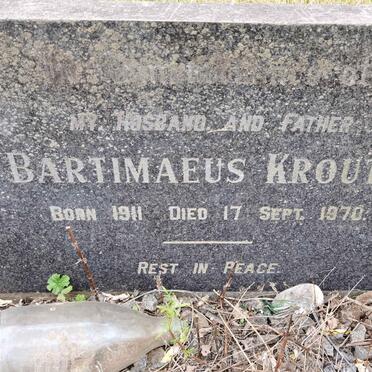 MY HUSBAND, AND FATHER
BARTIMAEUS KROUT
BORN 1911 DIED 17 SEPT. 1970.
REST IN PEACE.